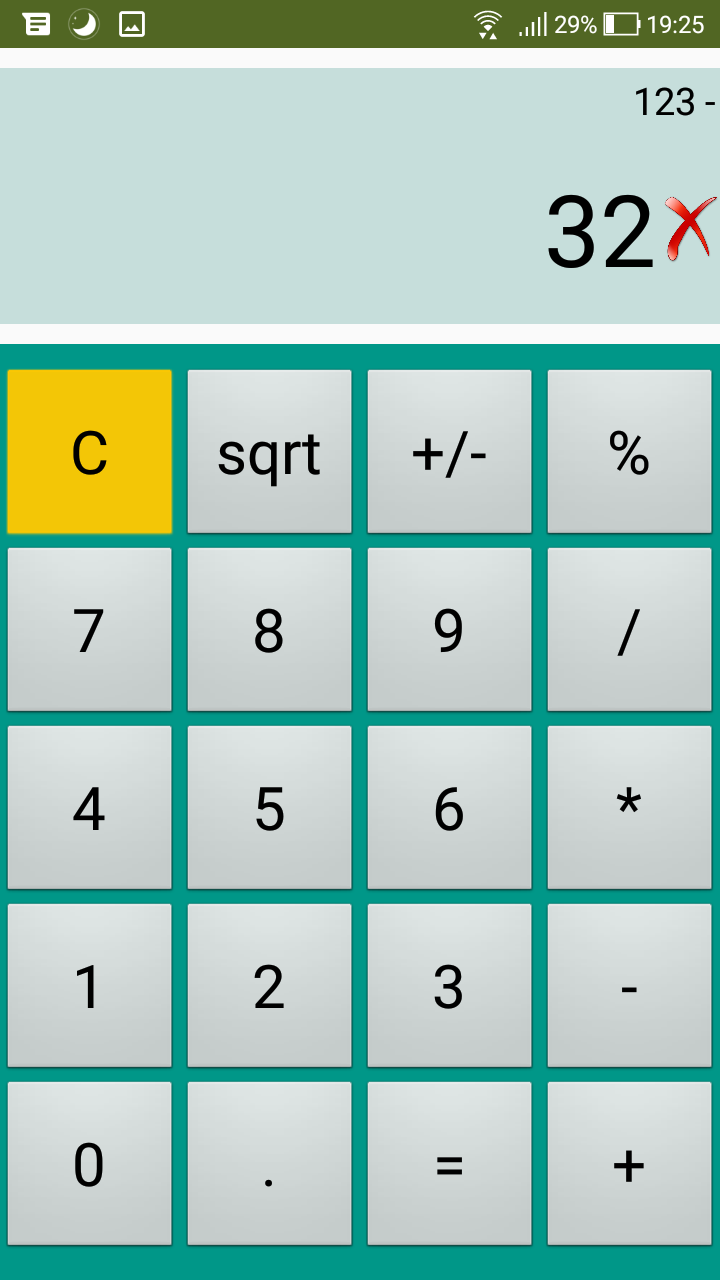 29% 19:25
123 -
32
C sqrt +/- %
7 8 9 /
4 5 6 *
1 2 3 -
0 . = +